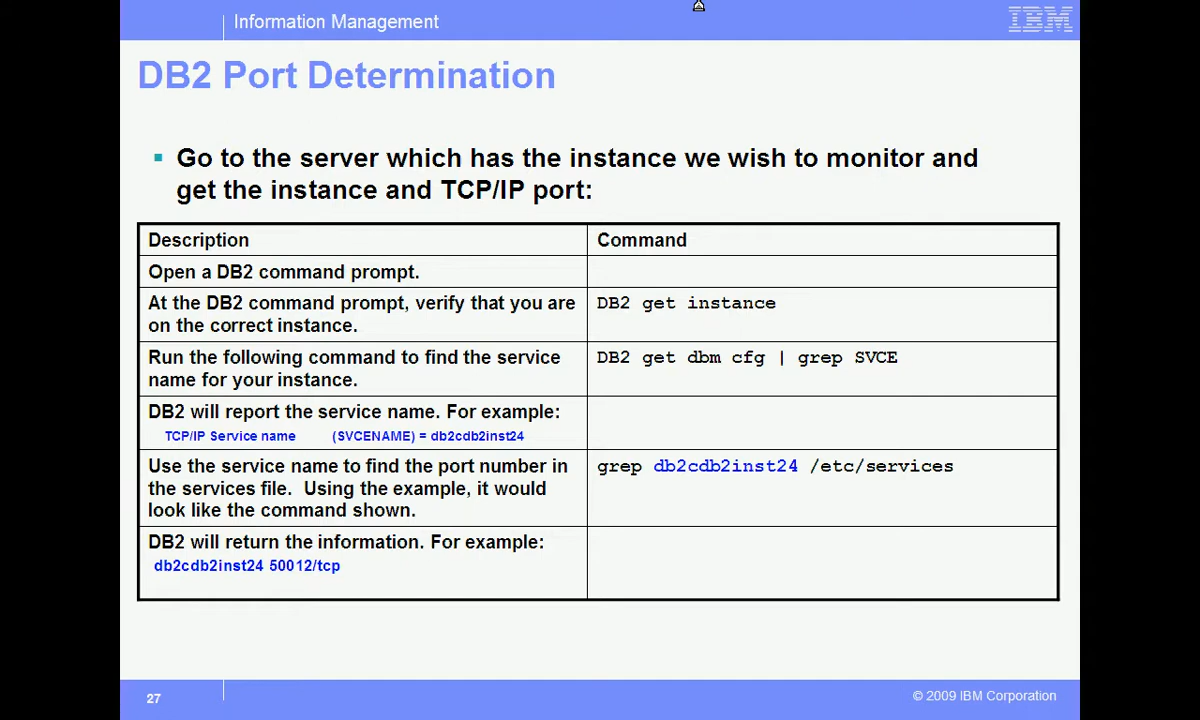 Information Management
IBM
DB2 Port Determination
Go to the server which has the instance we wish to monitor and
get the instance and TCP/IP port:
Description
Command
Open a DB2 command prompt.
At the DB2 command prompt, verify that you are
on the correct instance.
DB2 get instance
Run the following command to find the service
name for your instance.
DB2 get dbm cfg | grep SVCE
DB2 will report the service name. For example:
TCP/IP Service name (SVCENAME) = db2cdb2inst24
Use the service name to find the port number in
the services file. Using the example, it would
look like the command shown.
grep db2cdb2inst24 /etc/services
DB2 will return the information. For example:
db2cdb2inst24 50012/tcp
27
© 2009 IBM Corporation